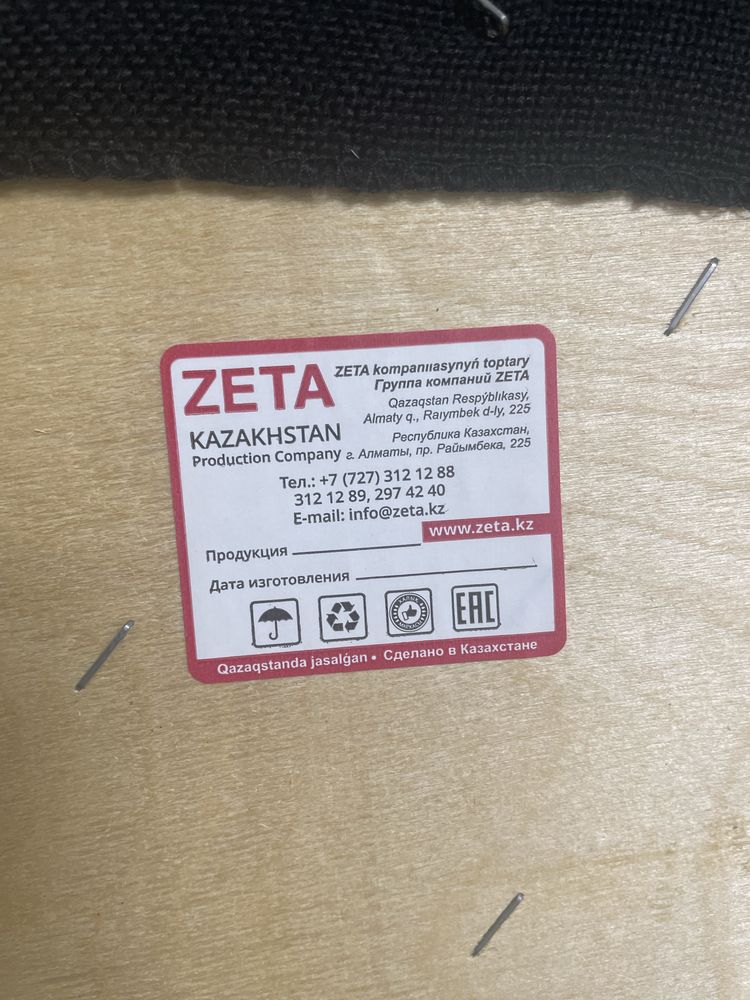 ZETA
KAZAKHSTAN
Production Company
ZETA kompanııasynyń toptary
Группа компаний ZETA
Qazaqstan Respýblıkasy,
Almaty q., Raıymbek d-ly, 225
Республика Казахстан,
г. Алматы, пр. Райымбека, 225
Тел.: +7 (727) 312 12 88
312 12 89, 297 42 40
E-mail: info@zeta.kz
www.zeta.kz
Продукция
Дата изготовления
EAC
Qazaqstanda jasalǵan • Сделано в Казахстане